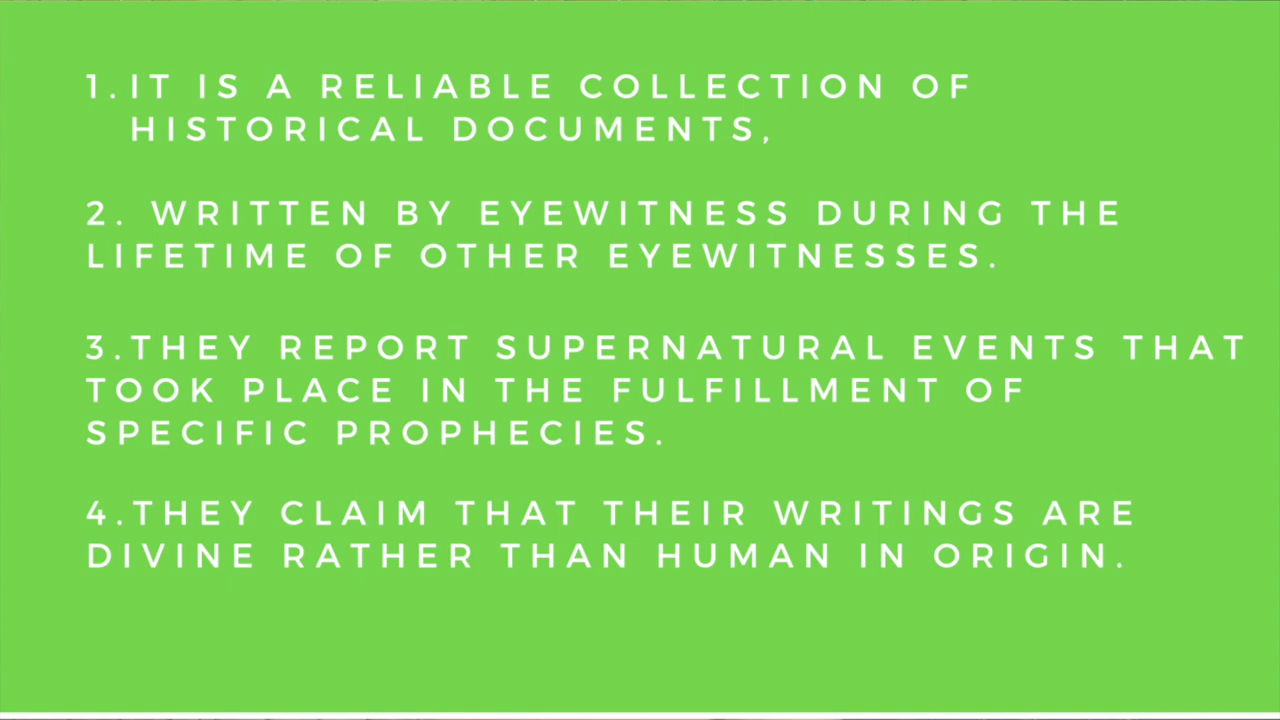 1. IT IS A RELIABLE COLLECTION OF
HISTORICAL DOCUMENTS,
2. WRITTEN BY EYEWITNESS DURING THE
LIFETIME OF OTHER EYEWITNESSES.
3.THEY REPORT SUPERNATURAL EVENTS THAT
TOOK PLACE IN THE FULFILLMENT OF
SPECIFIC PROPHECIES.
4.THEY CLAIM THAT THEIR WRITINGS ARE
DIVINE RATHER THAN HUMAN IN ORIGIN.